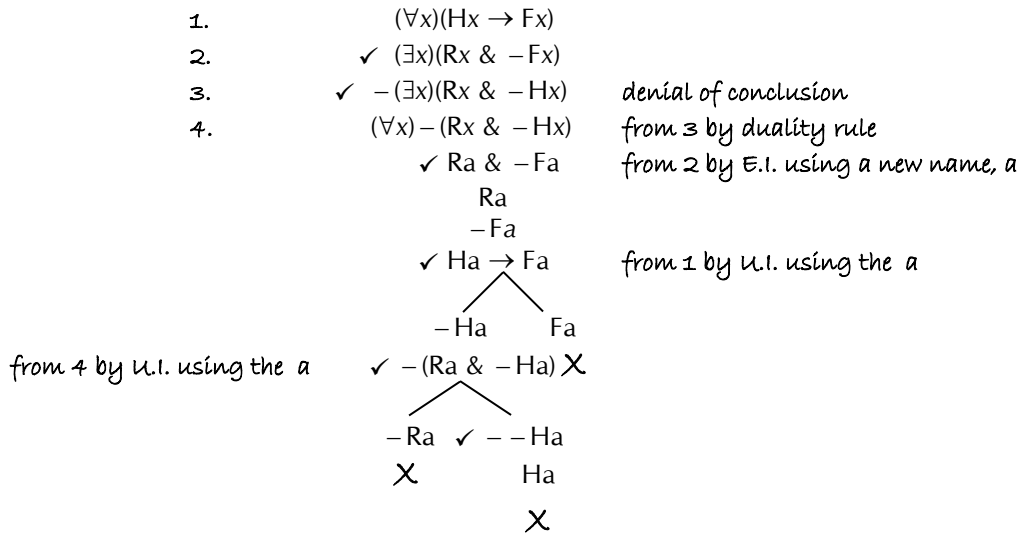 1. (∀x)(Hx → Fx)
2. ✓ (∃x)(Rx & –Fx)
3. ✓ –(∃x)(Rx & –Hx) denial of conclusion
4. (∀x)–(Rx & –Hx) from 3 by duality rule
✓ Ra & –Fa from 2 by E.I. using a new name, a
Ra
–Fa
✓ Ha → Fa from 1 by U.I. using the a
–Ha Fa
from 4 by U.I. using the a ✓ –(Ra & –Ha) X
–Ra ✓ – –Ha
X Ha
X